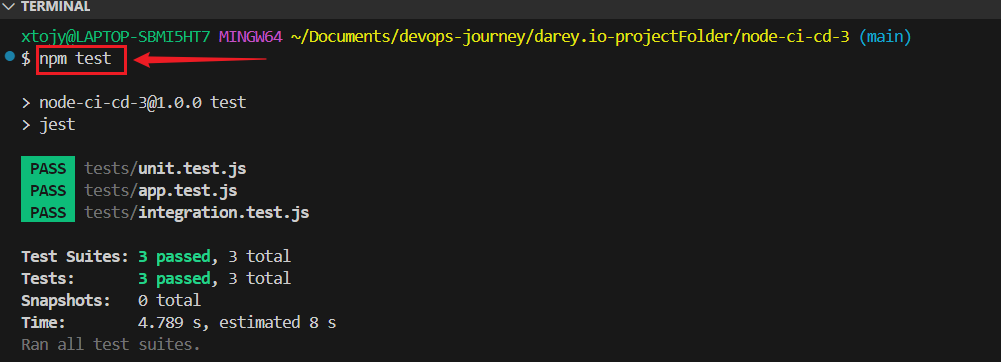 TERMINAL
xtojy@LAPTOP-SBMI5HT7 MINGW64 ~/Documents/devops-journey/darey.io-projectFolder/node-ci-cd-3 (main)
$ npm test
> node-ci-cd-3@1.0.0 test
> jest
PASS tests/unit.test.js
PASS tests/app.test.js
PASS tests/integration.test.js
Test Suites: 3 passed, 3 total
Tests:       3 passed, 3 total
Snapshots:   0 total
Time:        4.789 s, estimated 8 s
Ran all test suites.